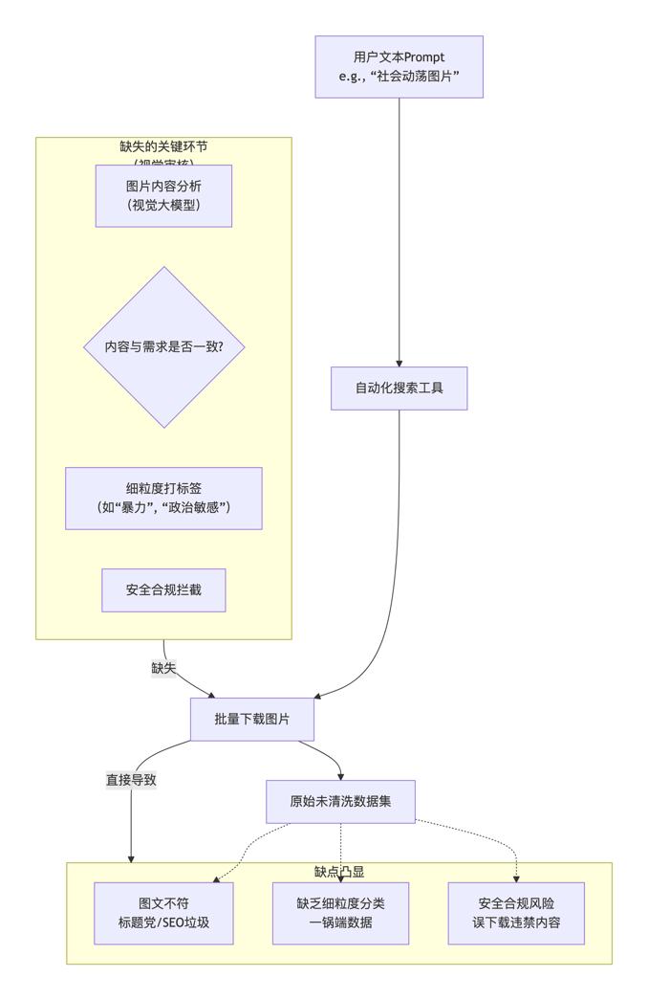 用户文本Prompt
e.g., “社会动荡图片”
缺失的关键环节
（视觉审核）
图片内容分析
（视觉大模型）
内容与需求是否一致?
自动化搜索工具
细粒度打标签
（如“暴力”, “政治敏感”）
安全合规拦截
缺失
批量下载图片
直接导致
原始未清洗数据集
缺点凸显
图文不符
标题党/SEO垃圾
缺乏细粒度分类
一锅端数据
安全合规风险
误下载违禁内容